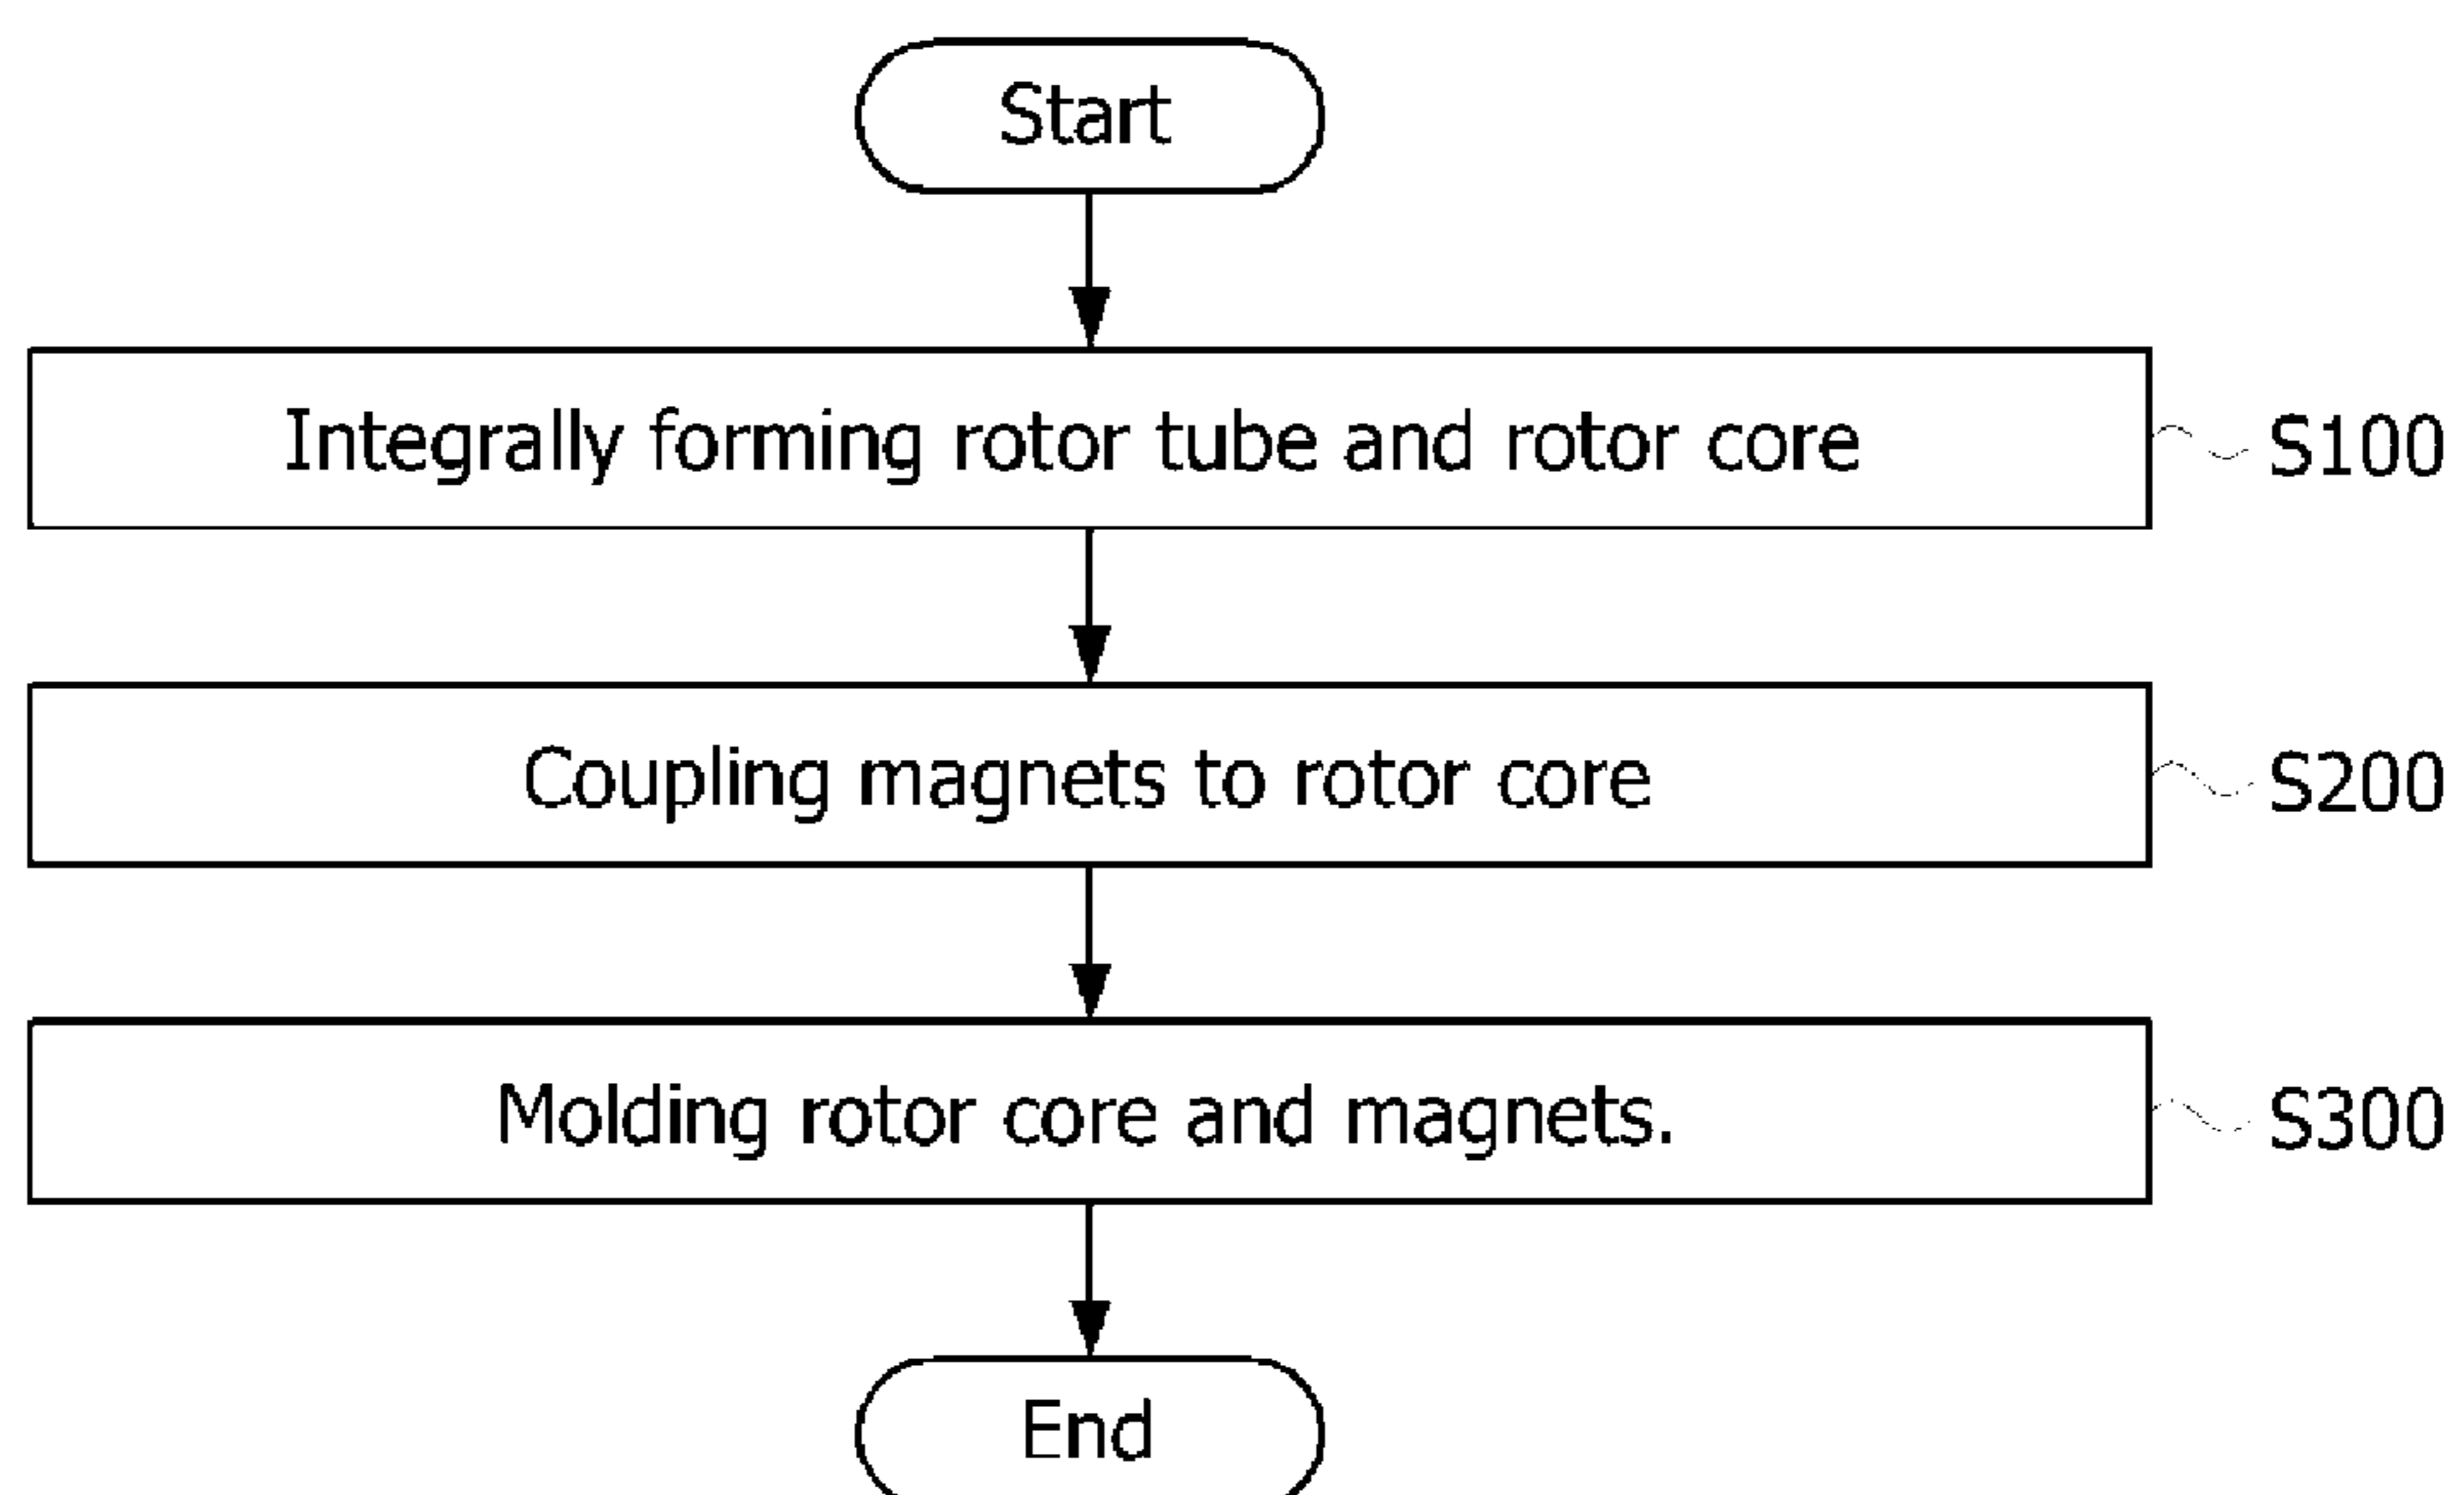 Start
Integrally forming rotor tube and rotor core S100
Coupling magnets to rotor core S200
Molding rotor core and magnets. S300
End